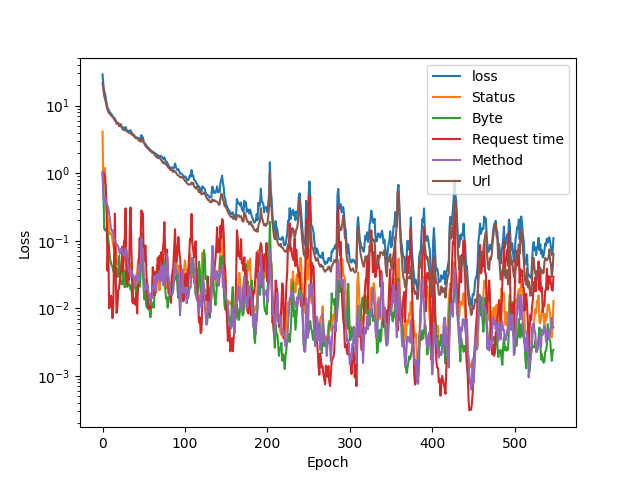 10¹
10⁰
10⁻¹
10⁻²
10⁻³
Loss
0
100
200
300
400
500
Epoch
loss
Status
Byte
Request time
Method
Url